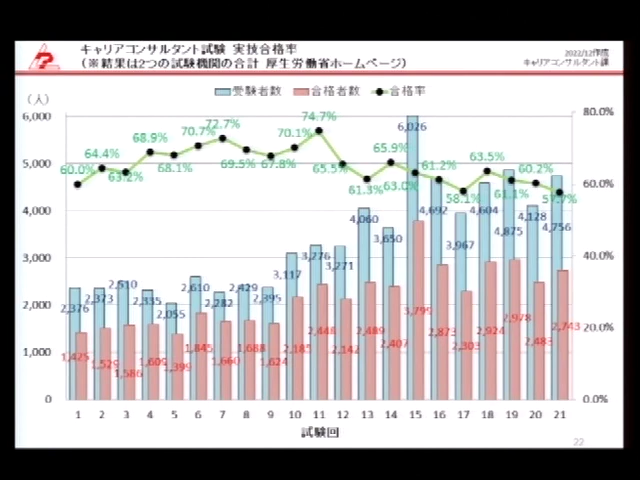 キャリアコンサルタント試験 実技合格率
(※結果は2つの試験機関の合計 厚生労働省ホームページ)
2022/12作成
キャリアコンサルタント課
(人)
受験者数 合格者数 合格率
6,000
5,000
4,000
3,000
2,000
1,000
0
80.0%
60.0%
40.0%
20.0%
0.0%
60.0% 64.4% 63.2% 68.9% 68.1% 70.7% 72.7% 69.5% 67.8% 70.1% 74.7% 65.5% 61.3% 65.9% 63.0% 61.2% 58.1% 63.5% 61.1% 60.2% 57.7%
2,376 2,373 2,510 2,335 2,055 2,610 2,282 2,429 2,395 3,117 3,276 3,271 4,060 3,650 6,026 4,692 3,967 4,604 4,875 4,128 4,756
1,425 1,529 1,586 1,609 1,399 1,845 1,660 1,688 1,624 2,185 2,448 2,142 2,489 2,407 3,799 2,873 2,303 2,924 2,978 2,483 2,743
1 2 3 4 5 6 7 8 9 10 11 12 13 14 15 16 17 18 19 20 21
試験回
22